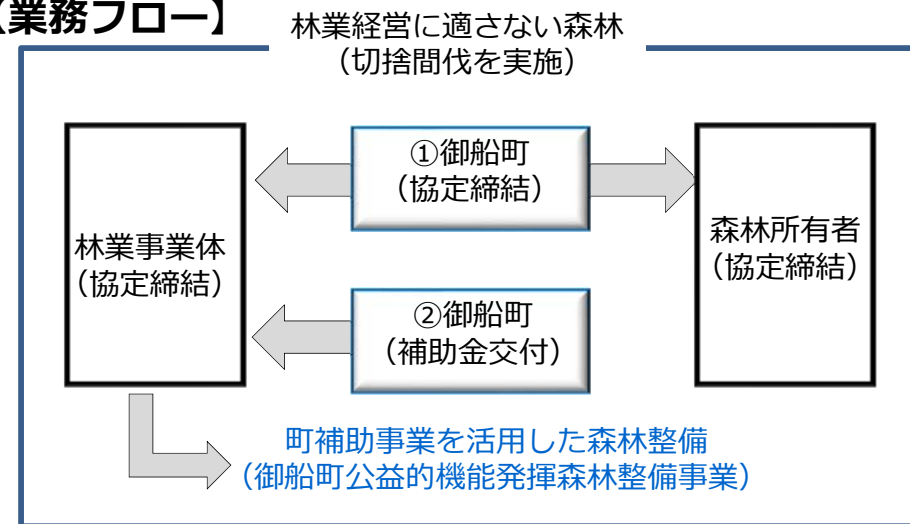 【業務フロー】
林業経営に適さない森林
（切捨間伐を実施）
①御船町
（協定締結）
林業事業体
（協定締結）
森林所有者
（協定締結）
②御船町
（補助金交付）
町補助事業を活用した森林整備
（御船町公益的機能発揮森林整備事業）